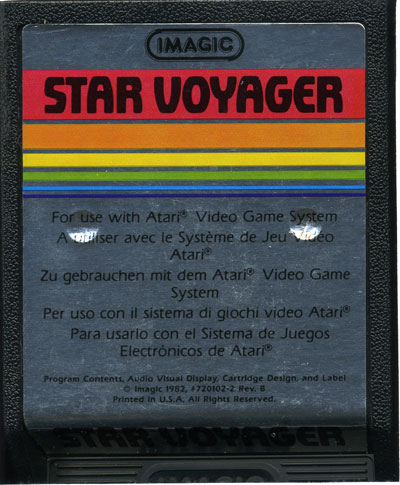 IMAGIC
STAR VOYAGER
For use with Atari® Video Game System
A utiliser avec le Système de Jeu Vidéo
Atari®
Zu gebrauchen mit dem Atari® Video Game
System
Per uso con il sistema di giochi video Atari®
Para usarlo con el Sistema de Juegos
Electrónicos de Atari®
Program Contents, Audio Visual Display, Cartridge Design, and Label
© Imagic 1982, #720102-2 Rev. B
Printed in U.S.A. All Rights Reserved.
STAR VOYAGER